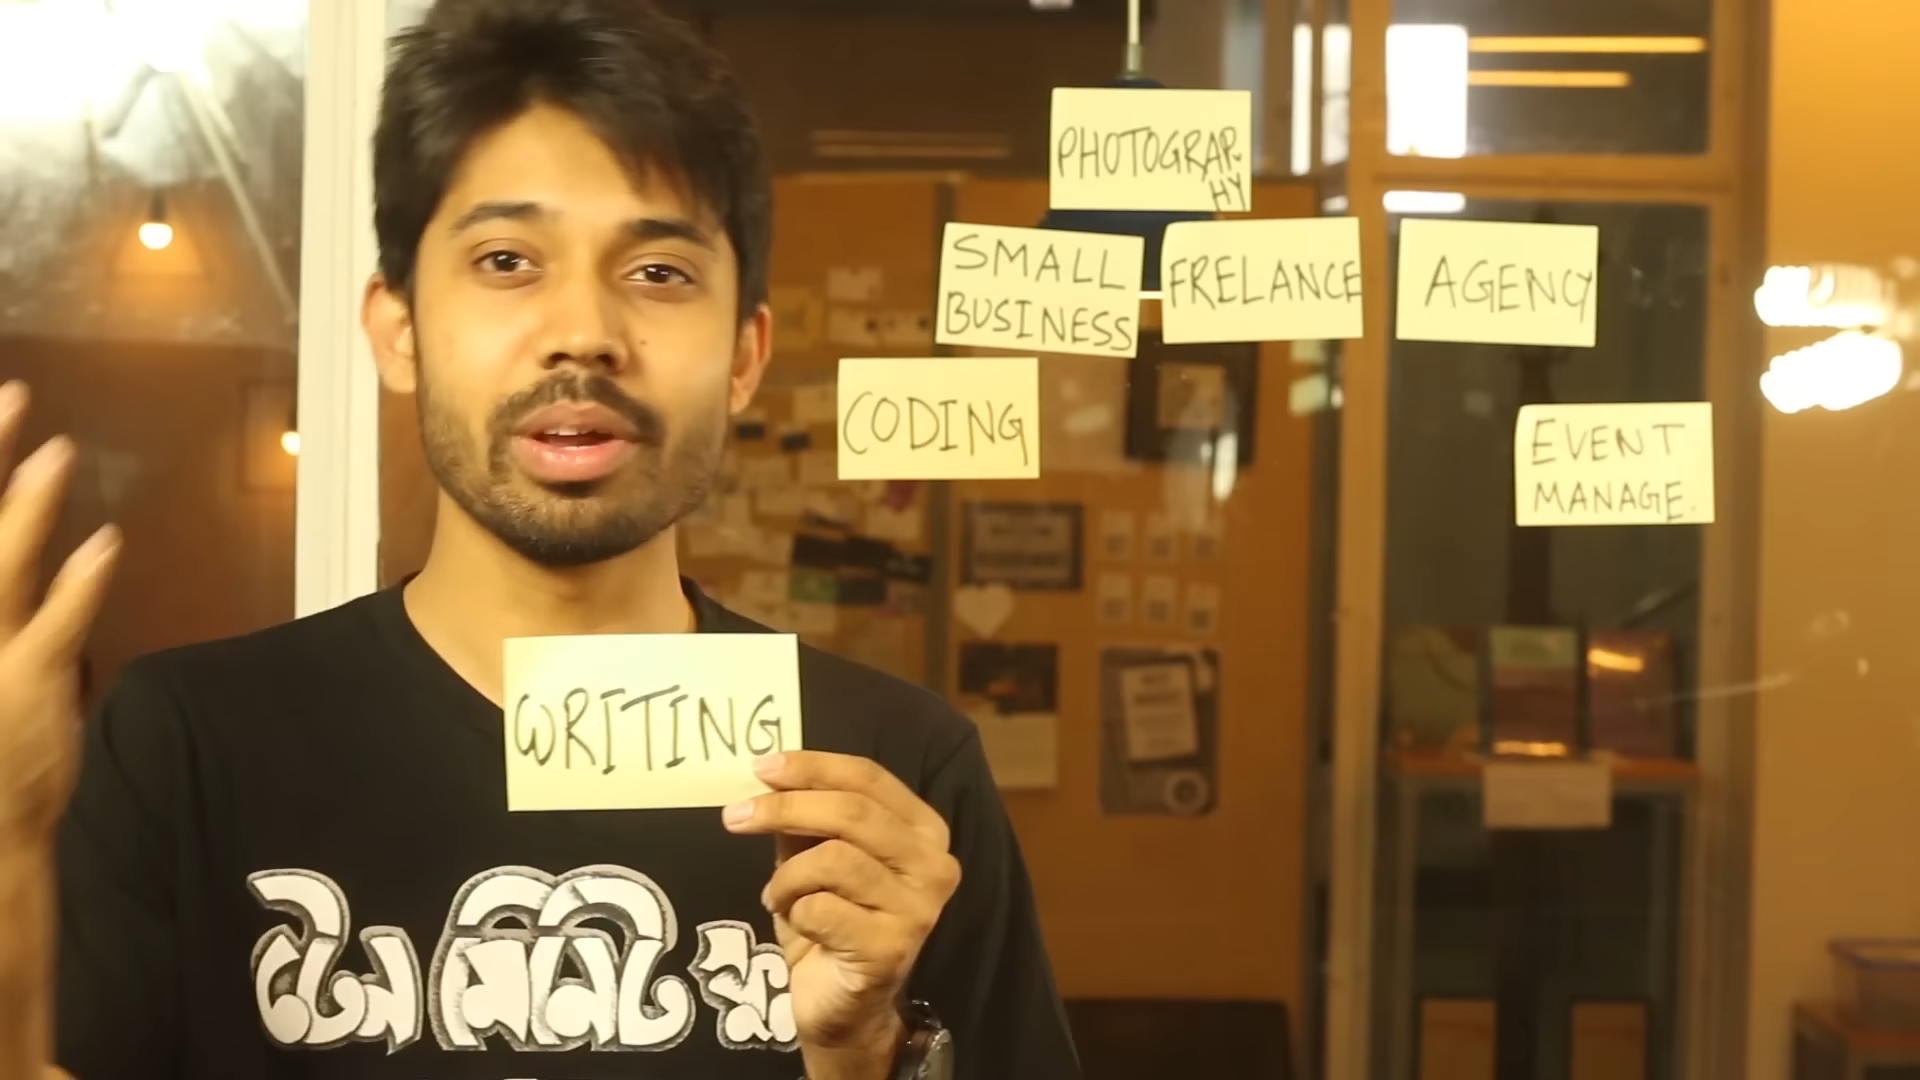 PHOTOGRAP-
HY
SMALL
BUSINESS
FRELANCE
AGENCY
CODING
EVENT
MANAGE.
WRITING
টেন মিনিট